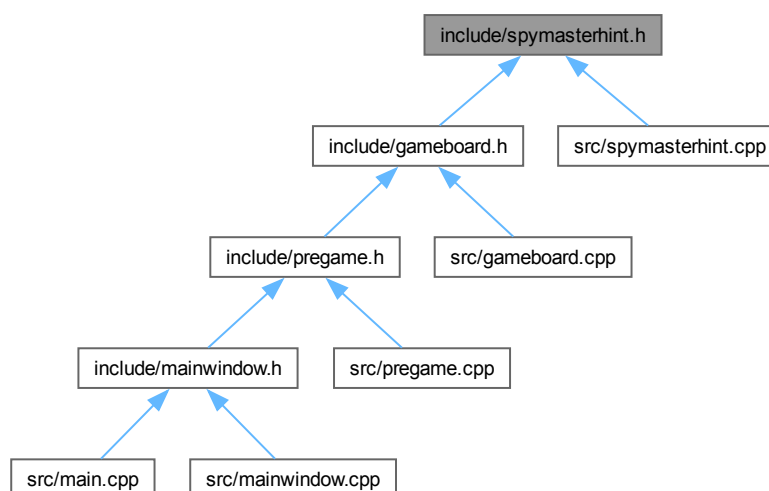 include/spymasterhint.h
include/gameboard.h
src/spymasterhint.cpp
include/pregame.h
src/gameboard.cpp
include/mainwindow.h
src/pregame.cpp
src/main.cpp
src/mainwindow.cpp